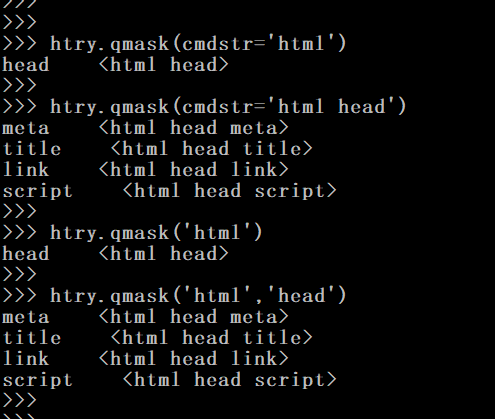 >>>
>>>
>>> htry.qmask(cmdstr='html')
head    <html head>
>>>
>>> htry.qmask(cmdstr='html head')
meta    <html head meta>
title    <html head title>
link    <html head link>
script    <html head script>
>>>
>>> htry.qmask('html')
head    <html head>
>>>
>>> htry.qmask('html','head')
meta    <html head meta>
title    <html head title>
link    <html head link>
script    <html head script>
>>>
>>>